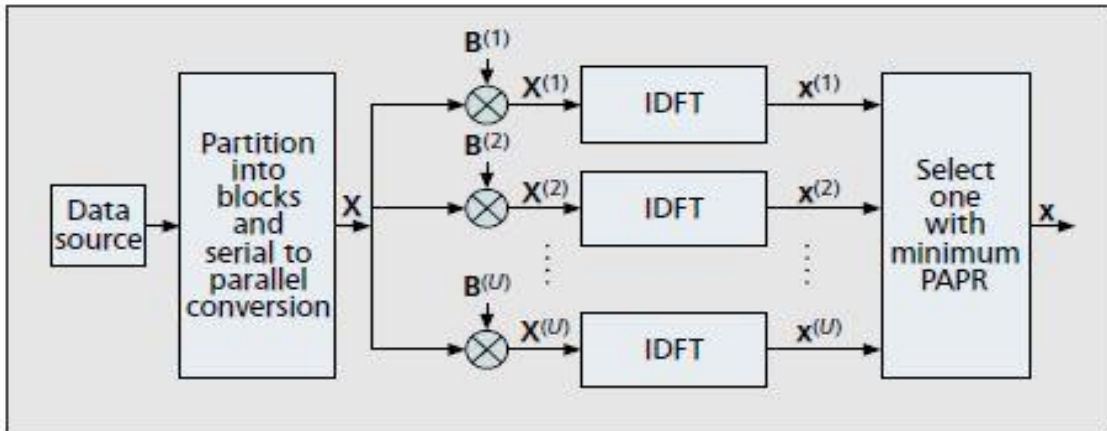 Data
source
Partition
into
blocks
and
serial to
parallel
conversion
X
B(1)
X(1)
IDFT
x(1)
B(2)
X(2)
IDFT
x(2)
B(U)
X(U)
IDFT
x(U)
Select
one
with
minimum
PAPR
x